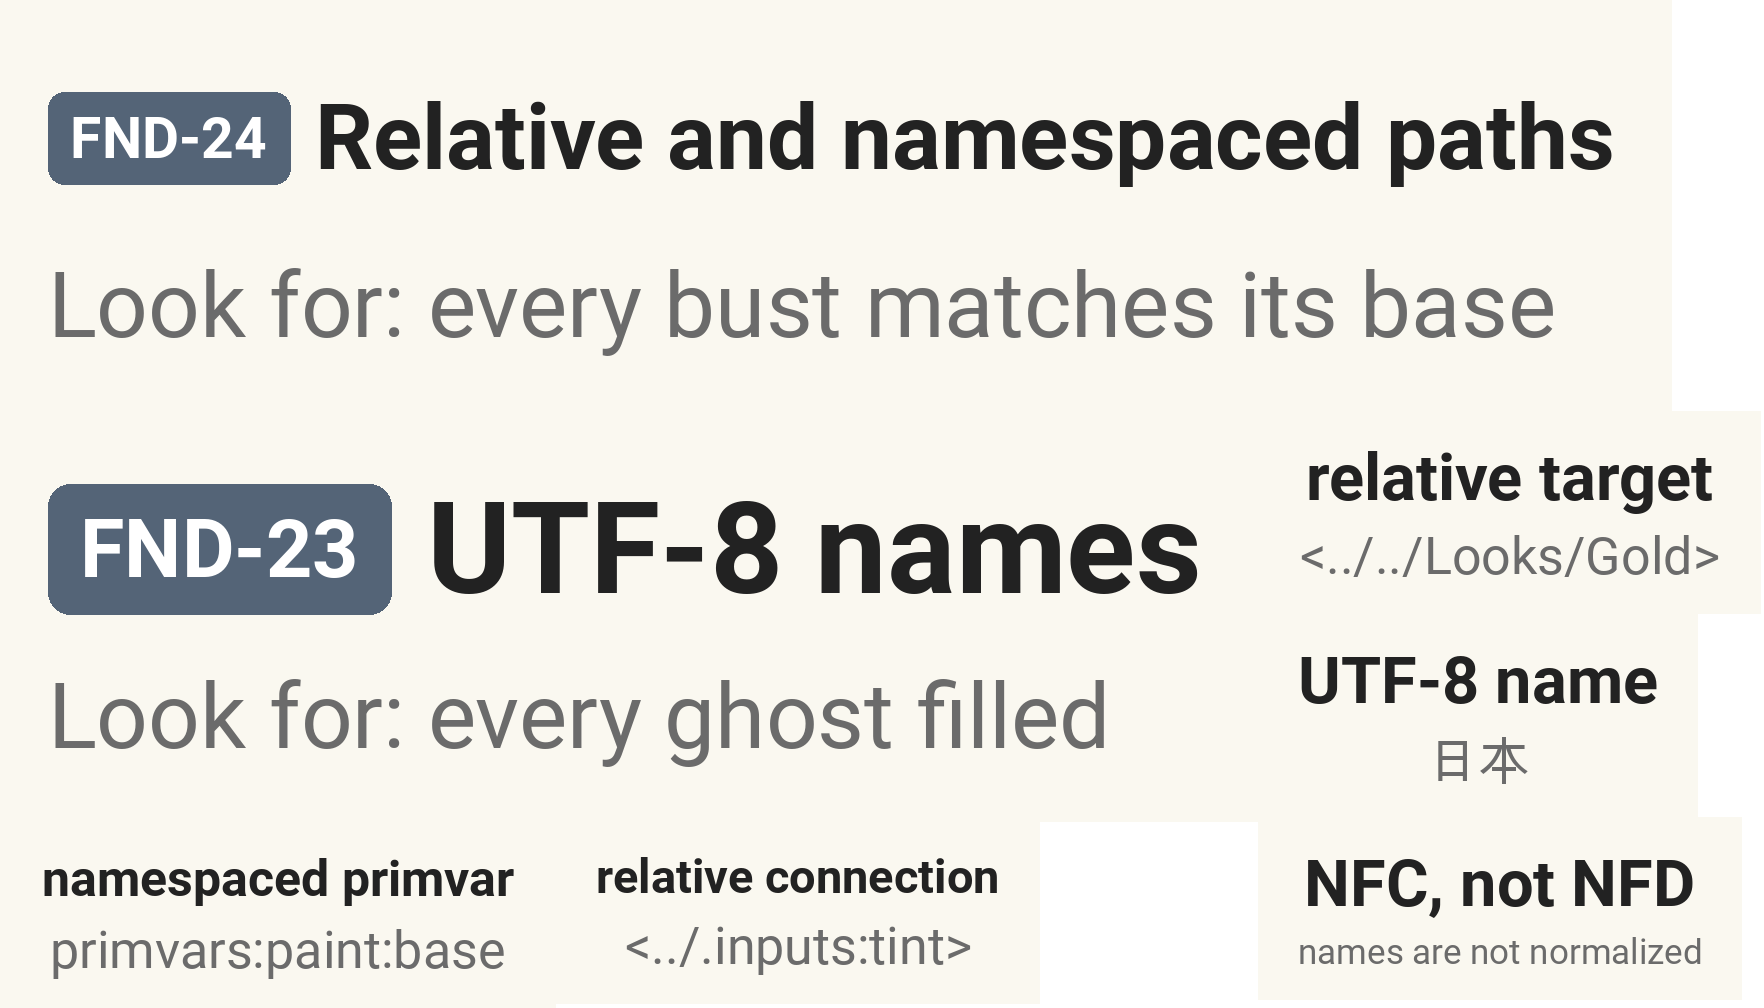 FND-24 Relative and namespaced paths
Look for: every bust matches its base
FND-23 UTF-8 names
Look for: every ghost filled
relative target
<../../Looks/Gold>
UTF-8 name
日本
namespaced primvar
primvars:paint:base
relative connection
<../.inputs:tint>
NFC, not NFD
names are not normalized